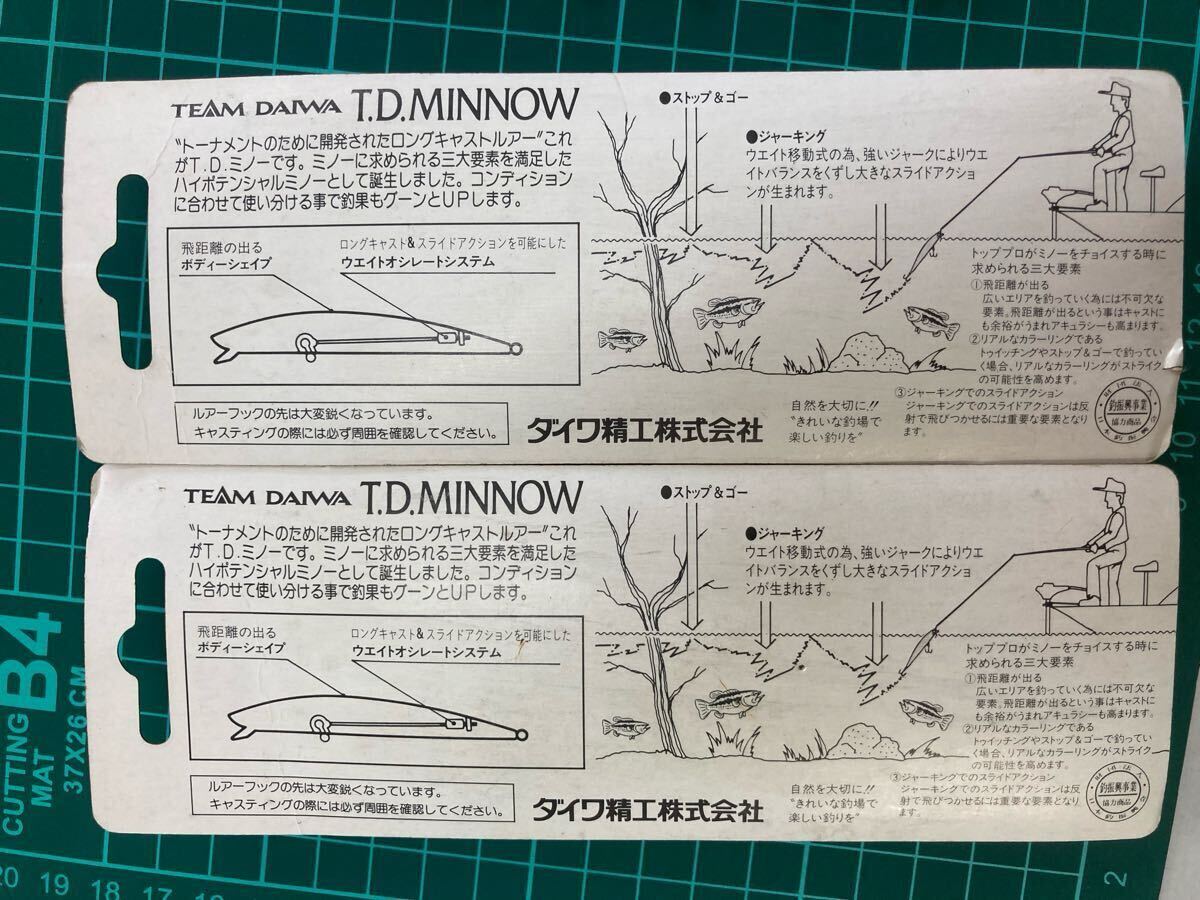 TEAM DAIWA T.D.MINNOW
"トーナメントのために開発されたロングキャストルアー"これ
がT.D.ミノーです。ミノーに求められる三大要素を満足した
ハイポテンシャルミノーとして誕生しました。コンディション
に合わせて使い分ける事で釣果もグーンとUPします。
飛距離の出る
ボディーシェイプ
ロングキャスト&スライドアクションを可能にした
ウエイトオシレートシステム
ルアーフックの先は大変鋭くなっています。
キャスティングの際には必ず周囲を確認してください。
●ストップ&ゴー
●ジャーキング
ウエイト移動式の為、強いジャークによりウエ
イトバランスをくずし大きなスライドアクショ
ンが生まれます。
トッププロがミノーをチョイスする時に
求められる三大要素
①飛距離が出る
広いエリアを釣っていく為には不可欠な
要素。飛距離が出るという事はキャストに
も余裕がうまれアキュラシーも高まります。
②リアルなカラーリングである
トゥイッチングやストップ&ゴーで釣ってい
く場合、リアルなカラーリングがストライク
の可能性を高めます。
③ジャーキングでのスライドアクション
ジャーキングでのスライドアクションは反
射で飛びつかせるには重要な要素となり
ます。
自然を大切に!!
"きれいな釣場で
楽しい釣りを"
ダイワ精工株式会社
釣振興事業
協力商品
TEAM DAIWA T.D.MINNOW
"トーナメントのために開発されたロングキャストルアー"これ
がT.D.ミノーです。ミノーに求められる三大要素を満足した
ハイポテンシャルミノーとして誕生しました。コンディション
に合わせて使い分ける事で釣果もグーンとUPします。
飛距離の出る
ボディーシェイプ
ロングキャスト&スライドアクションを可能にした
ウエイトオシレートシステム
ルアーフックの先は大変鋭くなっています。
キャスティングの際には必ず周囲を確認してください。
●ストップ&ゴー
●ジャーキング
ウエイト移動式の為、強いジャークによりウエ
イトバランスをくずし大きなスライドアクショ
ンが生まれます。
トッププロがミノーをチョイスする時に
求められる三大要素
①飛距離が出る
広いエリアを釣っていく為には不可欠な
要素。飛距離が出るという事はキャストに
も余裕がうまれアキュラシーも高まります。
②リアルなカラーリングである
トゥイッチングやストップ&ゴーで釣ってい
く場合、リアルなカラーリングがストライク
の可能性を高めます。
③ジャーキングでのスライドアクション
ジャーキングでのスライドアクションは反
射で飛びつかせるには重要な要素となり
ます。
自然を大切に!!
"きれいな釣場で
楽しい釣りを"
ダイワ精工株式会社
釣振興事業
協力商品
CUTTING
MAT
B4
37X26 CM
20 19 18 17
2